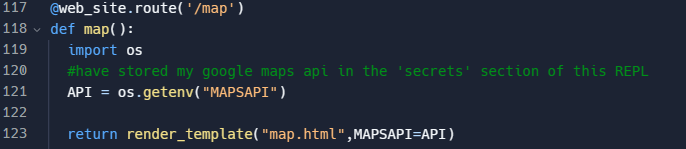 117 @web_site.route('/map')
118 def map():
119 import os
120 #have stored my google maps api in the 'secrets' section of this REPL
121 API = os.getenv("MAPSAPI")
122
123 return render_template("map.html",MAPSAPI=API)